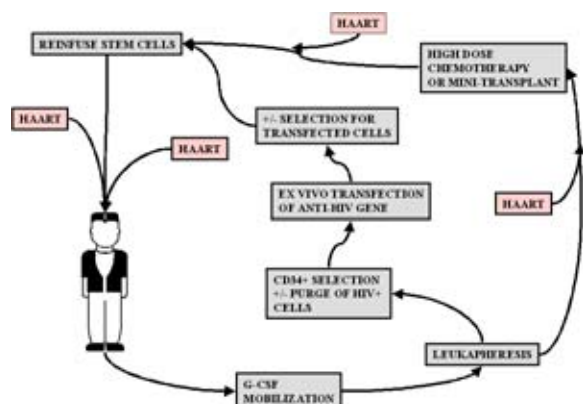 HAART
REINFUSE STEM CELLS
HIGH DOSE
CHEMOTHERAPY
OR MINI-TRANSPLANT
HAART
+/- SELECTION FOR
TRANSFECTED CELLS
HAART
EX VIVO TRANSFECTION
OF ANTI-HIV GENE
HAART
CD34+ SELECTION
+/- PURGE OF HIV+
CELLS
LEUKAPHERESIS
G-CSF
MOBILIZATION